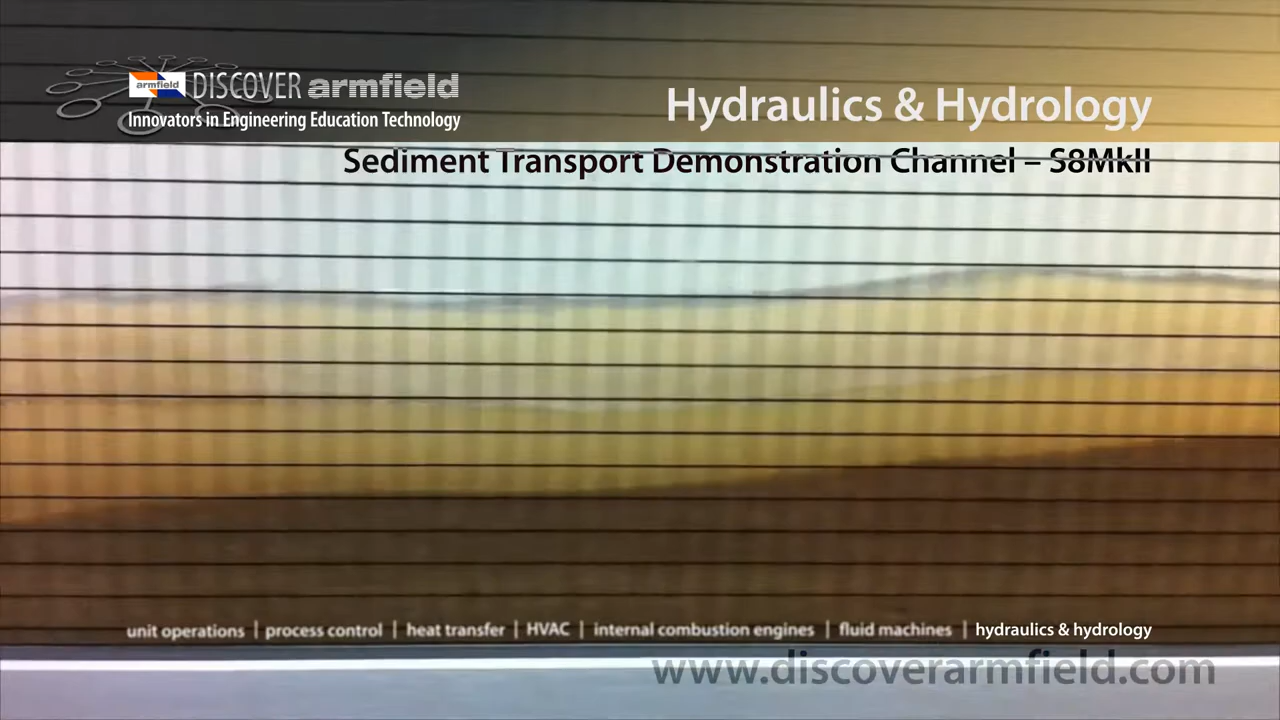 armfield DISCOVER armfield
Innovators in Engineering Education Technology
Hydraulics & Hydrology
Sediment Transport Demonstration Channel – S8MkII
unit operations | process control | heat transfer | HVAC | internal combustion engines | fluid machines | hydraulics & hydrology
www.discoverarmfield.com